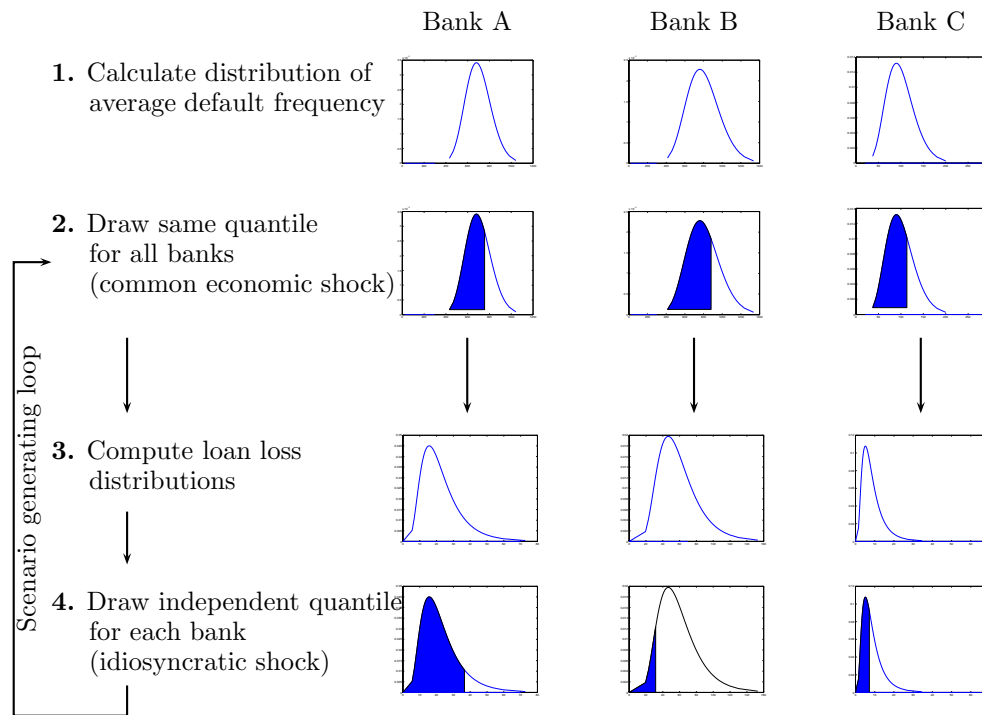 Bank A
Bank B
Bank C
1. Calculate distribution of
average default frequency
2. Draw same quantile
for all banks
(common economic shock)
Scenario generating loop
3. Compute loan loss
distributions
4. Draw independent quantile
for each bank
(idiosyncratic shock)